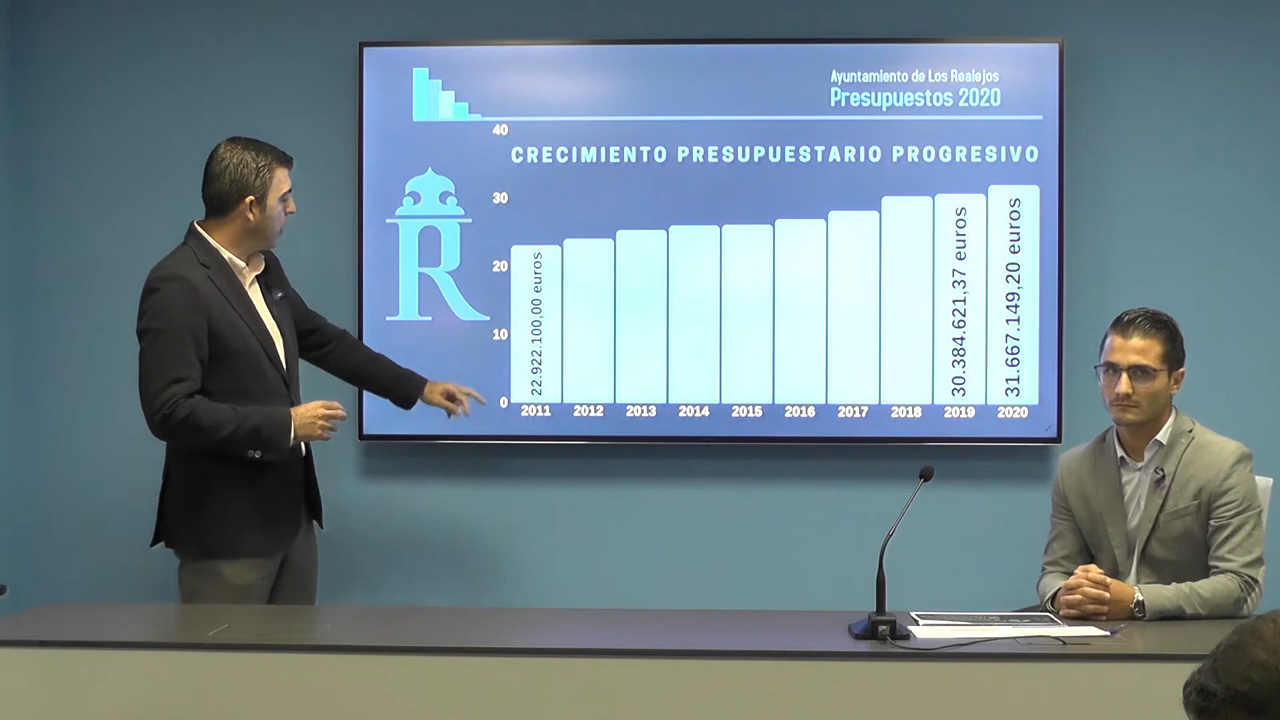 Ayuntamiento de Los Realejos
Presupuestos 2020
CRECIMIENTO PRESUPUESTARIO PROGRESIVO
R
40
30
20
10
0
22.922.100,00 euros
30.384.621,37 euros
31.667.149,20 euros
2011 2012 2013 2014 2015 2016 2017 2018 2019 2020